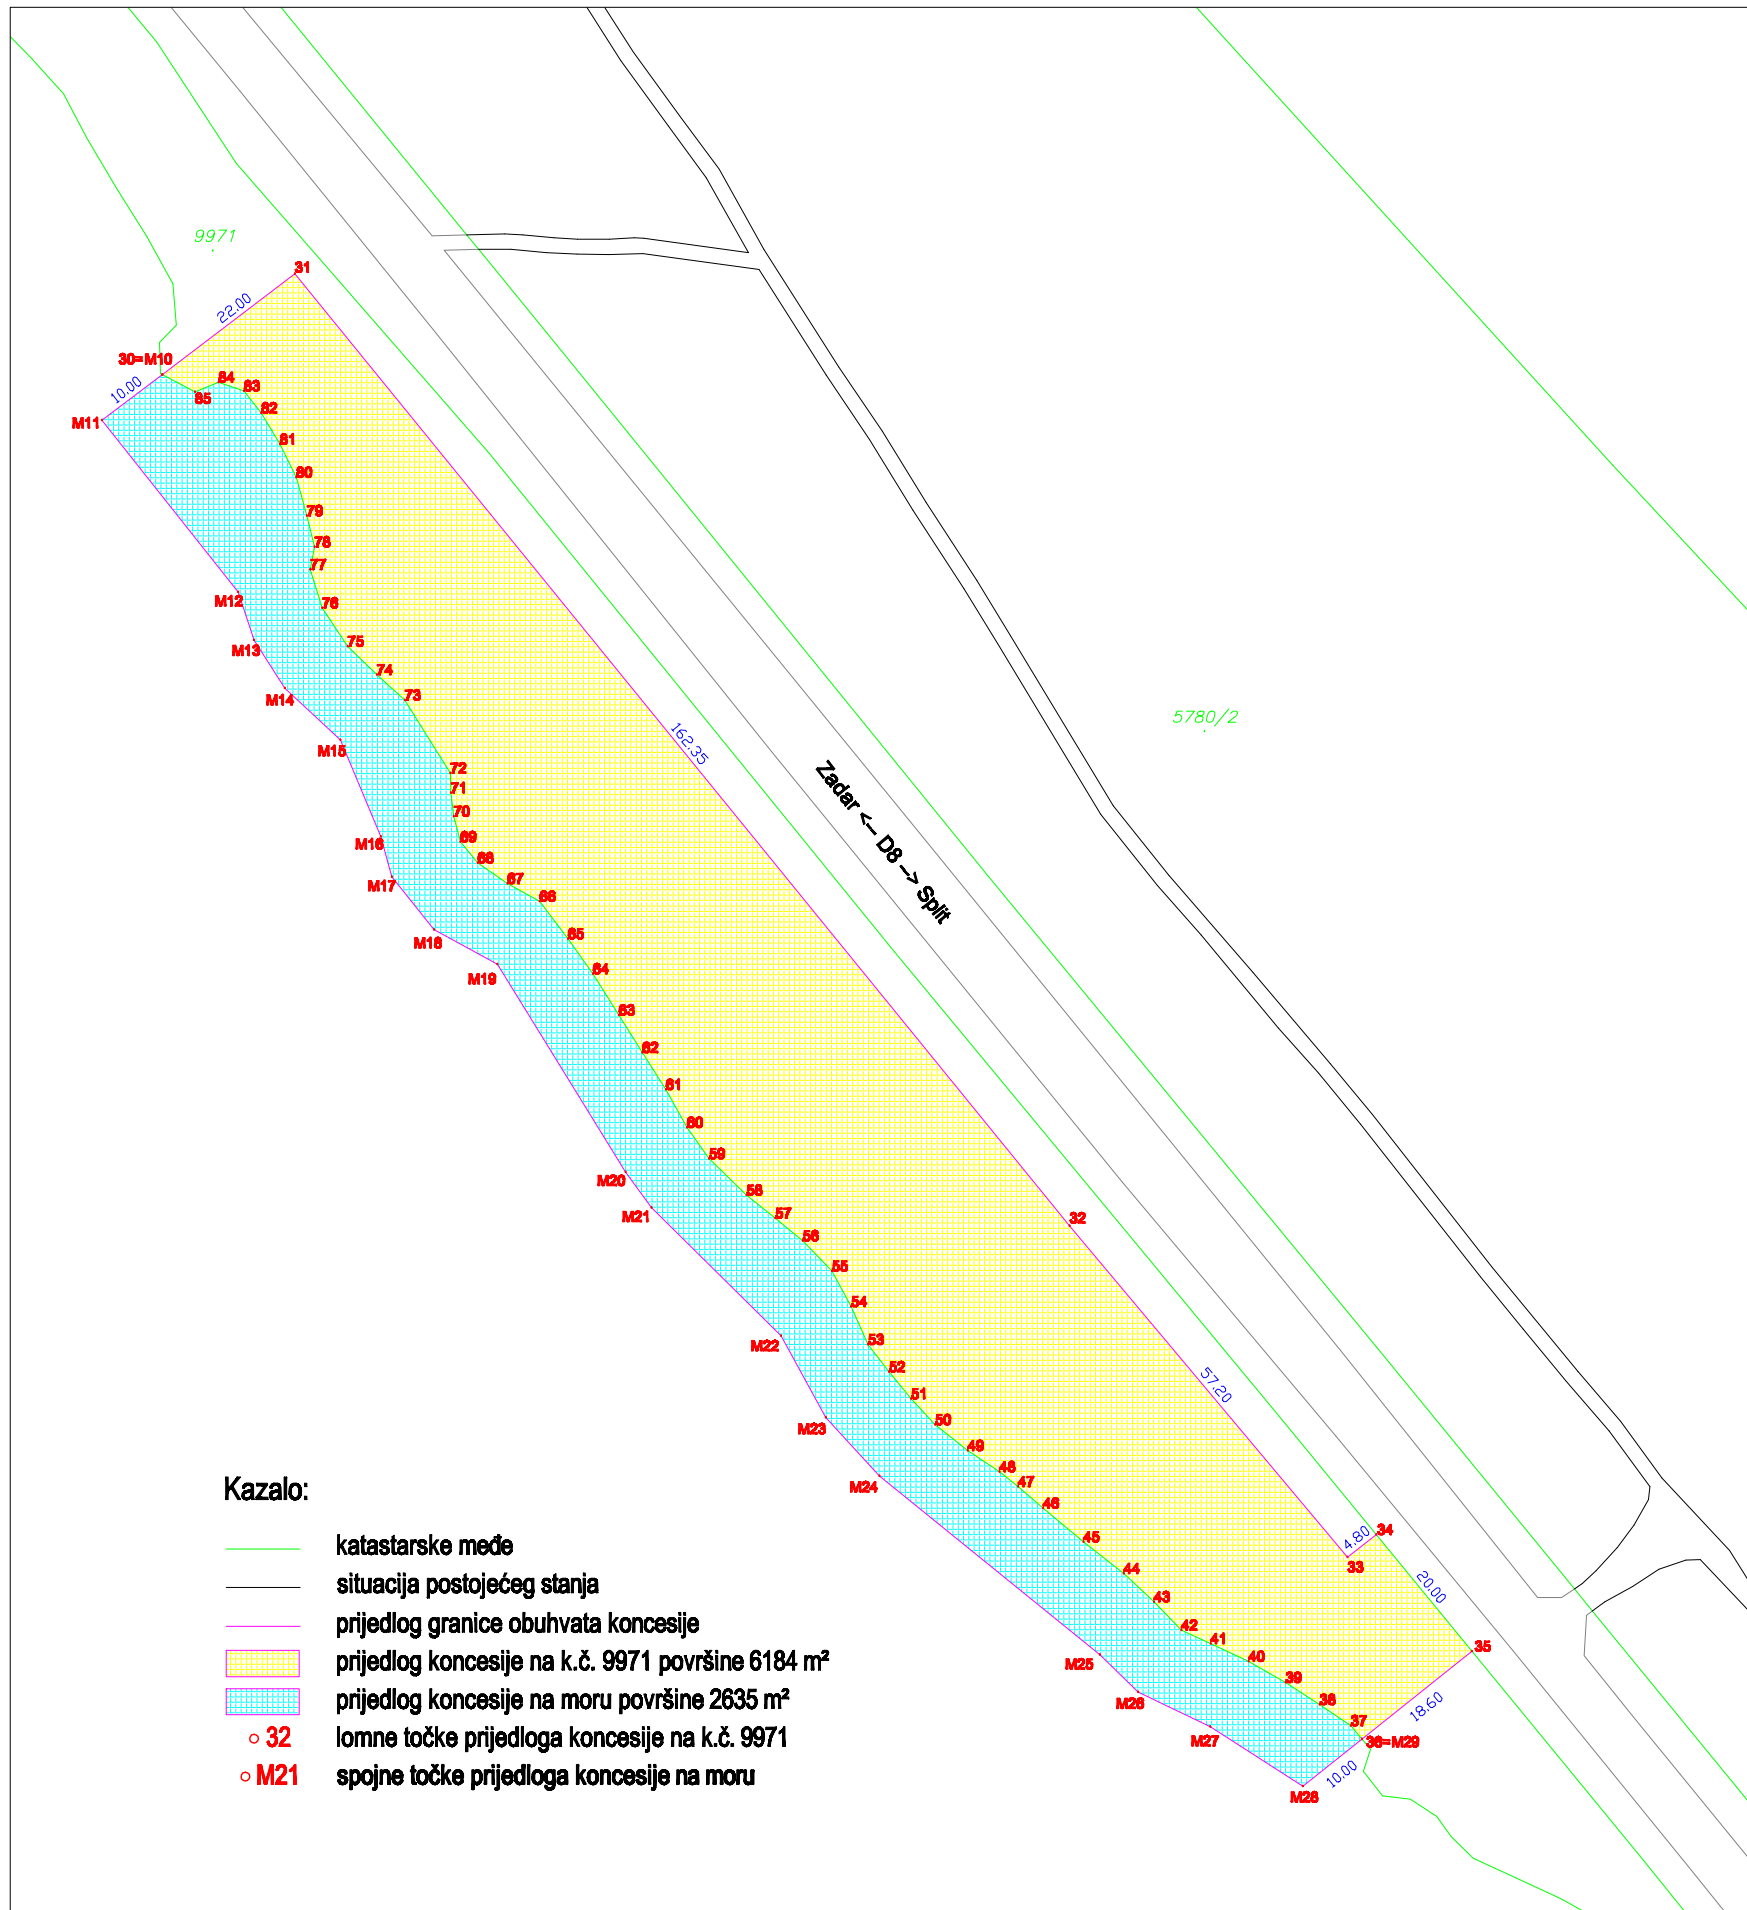 9971
31
22.00
30=M10
10.00
84
83
85
82
M11
81
80
79
78
77
M12
76
M13
75
74
M14
73
162.35
5780/2
M15
72
71
70
Zadar <-- D8 --> Split
M16
69
68
M17
67
66
65
M18
64
M19
63
62
61
60
59
M20
58
M21
57
32
56
55
54
M22
53
52
57.20
51
M23
50
49
48
M24
47
46
34
45
4.80
33
44
20.00
43
42
41
35
40
M25
39
M26
38
18.60
37
M27
36=M29
10.00
M28
Kazalo:
katastarske međe
situacija postojećeg stanja
prijedlog granice obuhvata koncesije
prijedlog koncesije na k.č. 9971 površine 6184 m²
prijedlog koncesije na moru površine 2635 m²
32 lomne točke prijedloga koncesije na k.č. 9971
M21 spojne točke prijedloga koncesije na moru